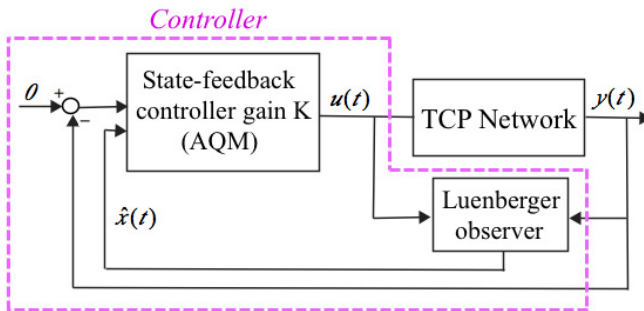 Controller
0
+
−
State-feedback
controller gain K
(AQM)
u(t)
TCP Network
y(t)
x̂(t)
Luenberger
observer